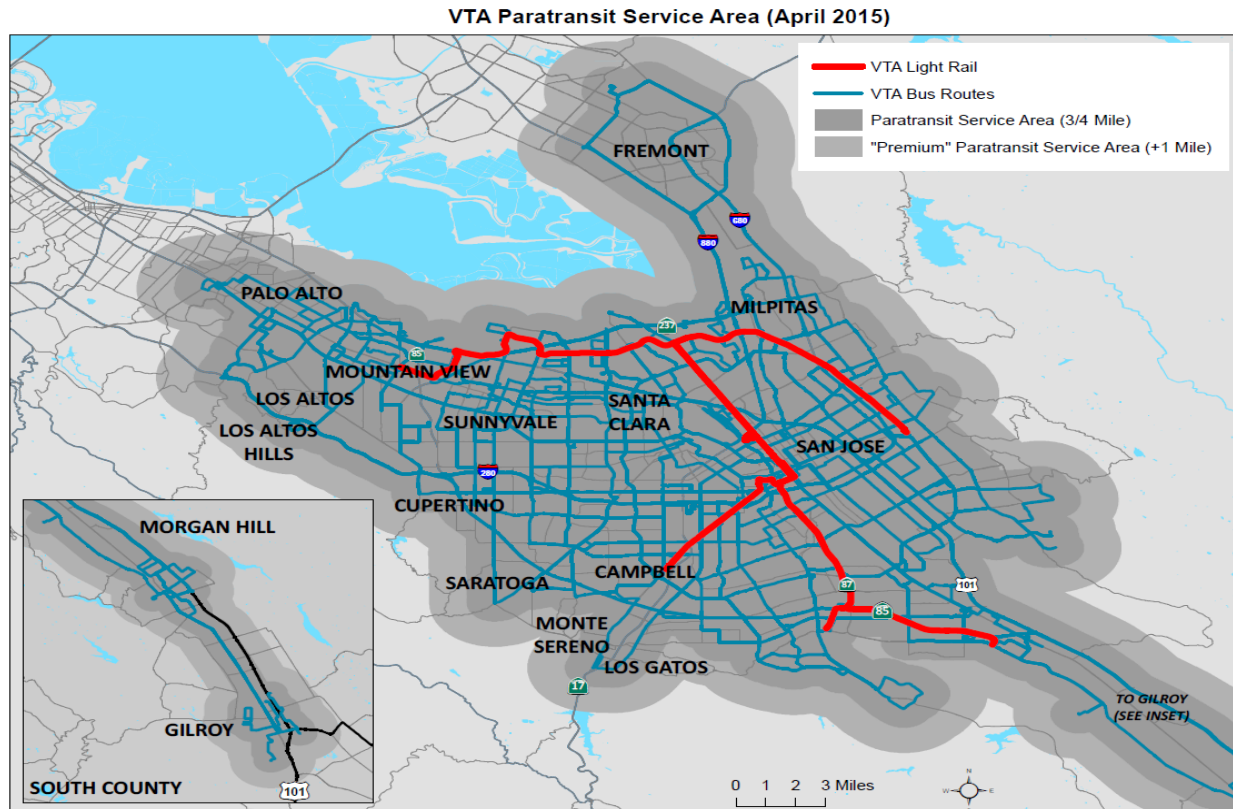 VTA Paratransit Service Area (April 2015)
VTA Light Rail
VTA Bus Routes
Paratransit Service Area (3/4 Mile)
"Premium" Paratransit Service Area (+1 Mile)
FREMONT
680
880
PALO ALTO
MILPITAS
237
85
MOUNTAIN VIEW
LOS ALTOS
SUNNYVALE
SANTA
CLARA
LOS ALTOS
HILLS
SAN JOSE
280
CUPERTINO
MORGAN HILL
SARATOGA
CAMPBELL
87
101
85
MONTE
SERENO
LOS GATOS
17
TO GILROY
(SEE INSET)
GILROY
SOUTH COUNTY
101
0 1 2 3 Miles
N
W E
S